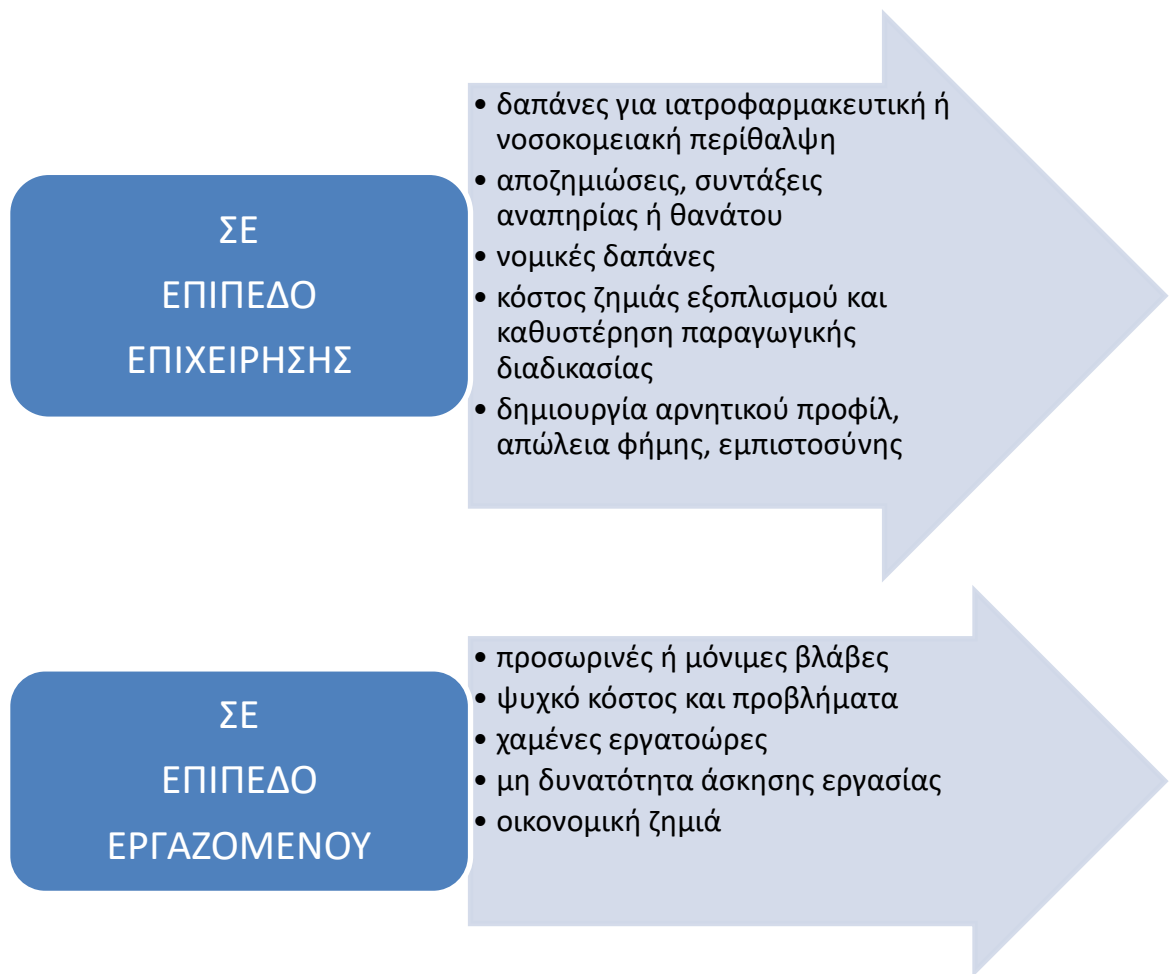 ΣΕ
ΕΠΙΠΕΔΟ
ΕΠΙΧΕΙΡΗΣΗΣ
• δαπάνες για ιατροφαρμακευτική ή
νοσοκομειακή περίθαλψη
• αποζημιώσεις, συντάξεις
αναπηρίας ή θανάτου
• νομικές δαπάνες
• κόστος ζημιάς εξοπλισμού και
καθυστέρηση παραγωγικής
διαδικασίας
• δημιουργία αρνητικού προφίλ,
απώλεια φήμης, εμπιστοσύνης
ΣΕ
ΕΠΙΠΕΔΟ
ΕΡΓΑΖΟΜΕΝΟΥ
• προσωρινές ή μόνιμες βλάβες
• ψυχκό κόστος και προβλήματα
• χαμένες εργατοώρες
• μη δυνατότητα άσκησης εργασίας
• οικονομική ζημιά